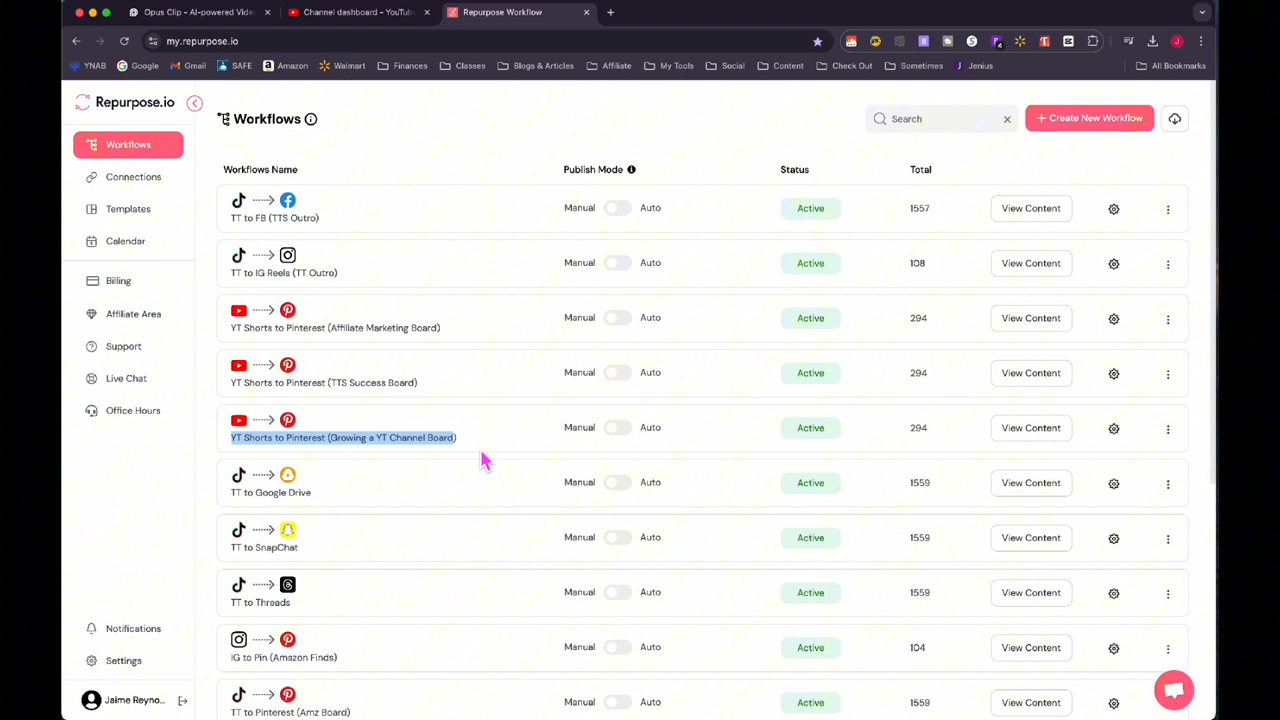 Opus Clip - AI-powered Vide
Channel dashboard - YouTube
Repurpose Workflow
my.repurpose.io
YNAB
Google
Gmail
SAFE
Amazon
Walmart
Finances
Classes
Blogs & Articles
Affiliate
My Tools
Social
Content
Check Out
Sometimes
Jenius
All Bookmarks
Repurpose.io
Workflows
Connections
Templates
Calendar
Billing
Affiliate Area
Support
Live Chat
Office Hours
Notifications
Settings
Jaime Reyno...
Workflows
Search
+ Create New Workflow
Workflows Name Publish Mode Status Total
TT to FB (TTS Outro) Manual Auto Active 1557 View Content
TT to IG Reels (TT Outro) Manual Auto Active 108 View Content
YT Shorts to Pinterest (Affiliate Marketing Board) Manual Auto Active 294 View Content
YT Shorts to Pinterest (TTS Success Board) Manual Auto Active 294 View Content
YT Shorts to Pinterest (Growing a YT Channel Board) Manual Auto Active 294 View Content
TT to Google Drive Manual Auto Active 1559 View Content
TT to SnapChat Manual Auto Active 1559 View Content
TT to Threads Manual Auto Active 1559 View Content
IG to Pin (Amazon Finds) Manual Auto Active 104 View Content
TT to Pinterest (Amz Board) Manual Auto Active 1559 View Content